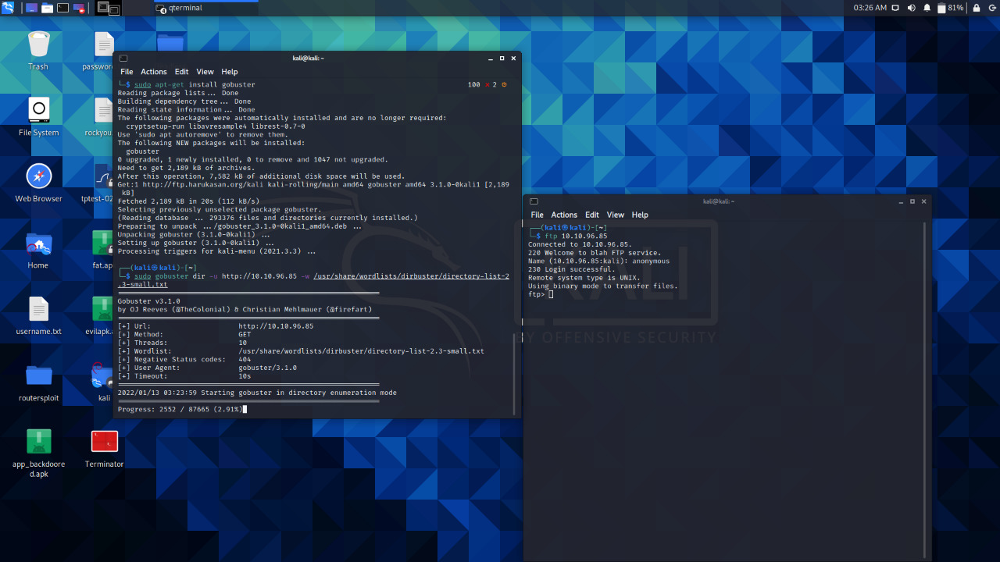 qterminal
03:26 AM
81%
Trash
File System
Web Browser
Home
username.txt
routersploit
app_backdoore
d.apk
password
rockyou.
tptest-02
fat.ap
evilapk.a
kali
Terminator
kali@kali: ~
File Actions Edit View Help
└─$ sudo apt-get install gobuster 100 ⨯ 2 ⚙
Reading package lists... Done
Building dependency tree... Done
Reading state information... Done
The following packages were automatically installed and are no longer required:
cryptsetup-run libavresample4 librest-0.7-0
Use 'sudo apt autoremove' to remove them.
The following NEW packages will be installed:
gobuster
0 upgraded, 1 newly installed, 0 to remove and 1047 not upgraded.
Need to get 2,189 kB of archives.
After this operation, 7,582 kB of additional disk space will be used.
Get:1 http://ftp.harukasan.org/kali kali-rolling/main amd64 gobuster amd64 3.1.0-0kali1 [2,189
kB]
Fetched 2,189 kB in 20s (112 kB/s)
Selecting previously unselected package gobuster.
(Reading database ... 293376 files and directories currently installed.)
Preparing to unpack .../gobuster_3.1.0-0kali1_amd64.deb ...
Unpacking gobuster (3.1.0-0kali1) ...
Setting up gobuster (3.1.0-0kali1) ...
Processing triggers for kali-menu (2021.3.3) ...
┌──(kali㉿kali)-[~]
└─$ sudo gobuster dir -u http://10.10.96.85 -w /usr/share/wordlists/dirbuster/directory-list-2
.3-small.txt
Gobuster v3.1.0
by OJ Reeves (@TheColonial) & Christian Mehlmauer (@firefart)
[+] Url: http://10.10.96.85
[+] Method: GET
[+] Threads: 10
[+] Wordlist: /usr/share/wordlists/dirbuster/directory-list-2.3-small.txt
[+] Negative Status codes: 404
[+] User Agent: gobuster/3.1.0
[+] Timeout: 10s
2022/01/13 03:23:59 Starting gobuster in directory enumeration mode
Progress: 2552 / 87665 (2.91%)
kali@kali: ~
File Actions Edit View Help
┌──(kali㉿kali)-[~]
└─$ ftp 10.10.96.85
Connected to 10.10.96.85.
220 Welcome to blah FTP service.
Name (10.10.96.85:kali): anonymous
230 Login successful.
Remote system type is UNIX.
Using binary mode to transfer files.
ftp>
KALI
BY OFFENSIVE SECURITY